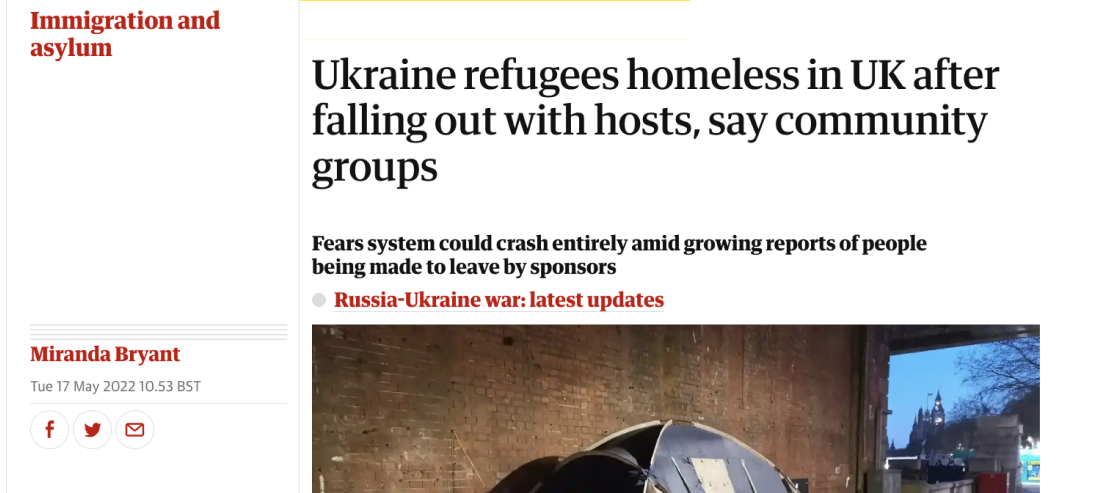 Immigration and
asylum
Ukraine refugees homeless in UK after
falling out with hosts, say community
groups
Fears system could crash entirely amid growing reports of people
being made to leave by sponsors
Russia-Ukraine war: latest updates
Miranda Bryant
Tue 17 May 2022 10.53 BST